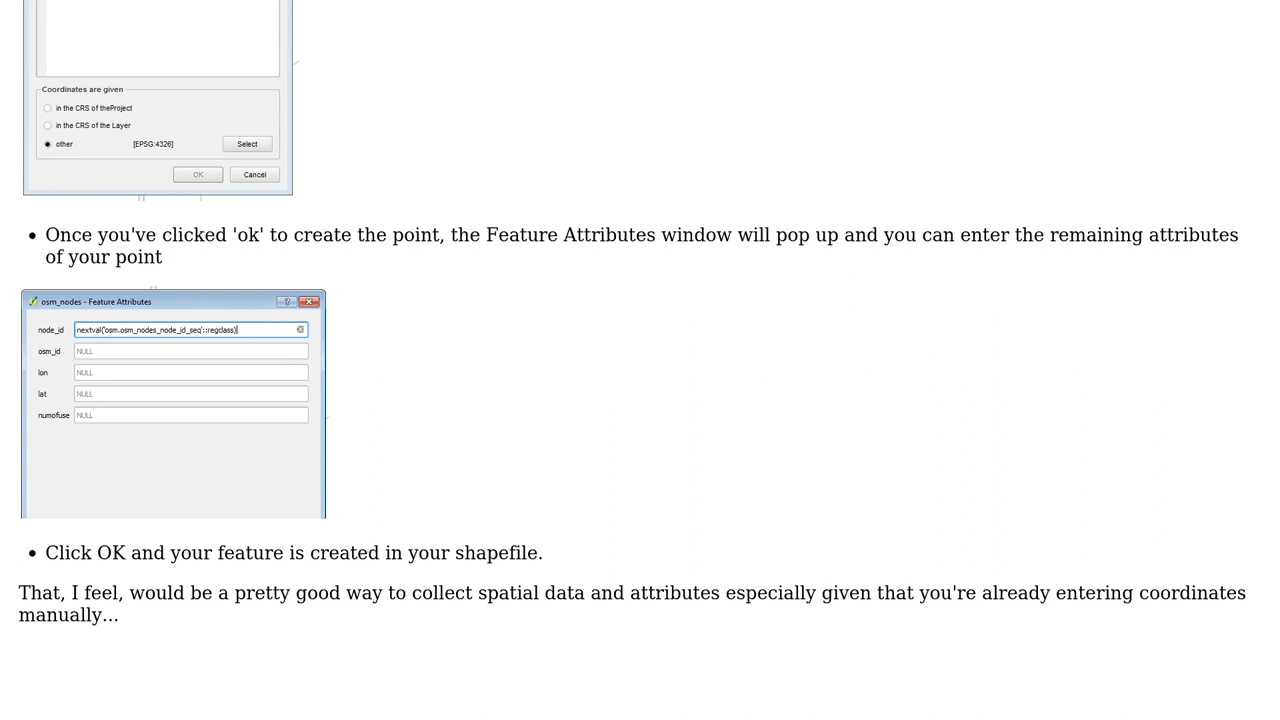 Coordinates are given
in the CRS of theProject
in the CRS of the Layer
other [EPSG:4326] Select
OK Cancel
• Once you've clicked 'ok' to create the point, the Feature Attributes window will pop up and you can enter the remaining attributes
of your point
osm_nodes - Feature Attributes
node_id nextval('osm.osm_nodes_node_id_seq'::regclass)
osm_id NULL
lon NULL
lat NULL
numofuse NULL
• Click OK and your feature is created in your shapefile.
That, I feel, would be a pretty good way to collect spatial data and attributes especially given that you're already entering coordinates
manually...